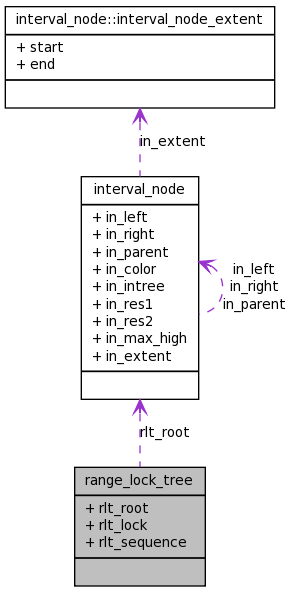 interval_node::interval_node_extent
+ start
+ end
in_extent
interval_node
+ in_left
+ in_right
+ in_parent
+ in_color
+ in_intree
+ in_res1
+ in_res2
+ in_max_high
+ in_extent
in_left
in_right
in_parent
rlt_root
range_lock_tree
+ rlt_root
+ rlt_lock
+ rlt_sequence